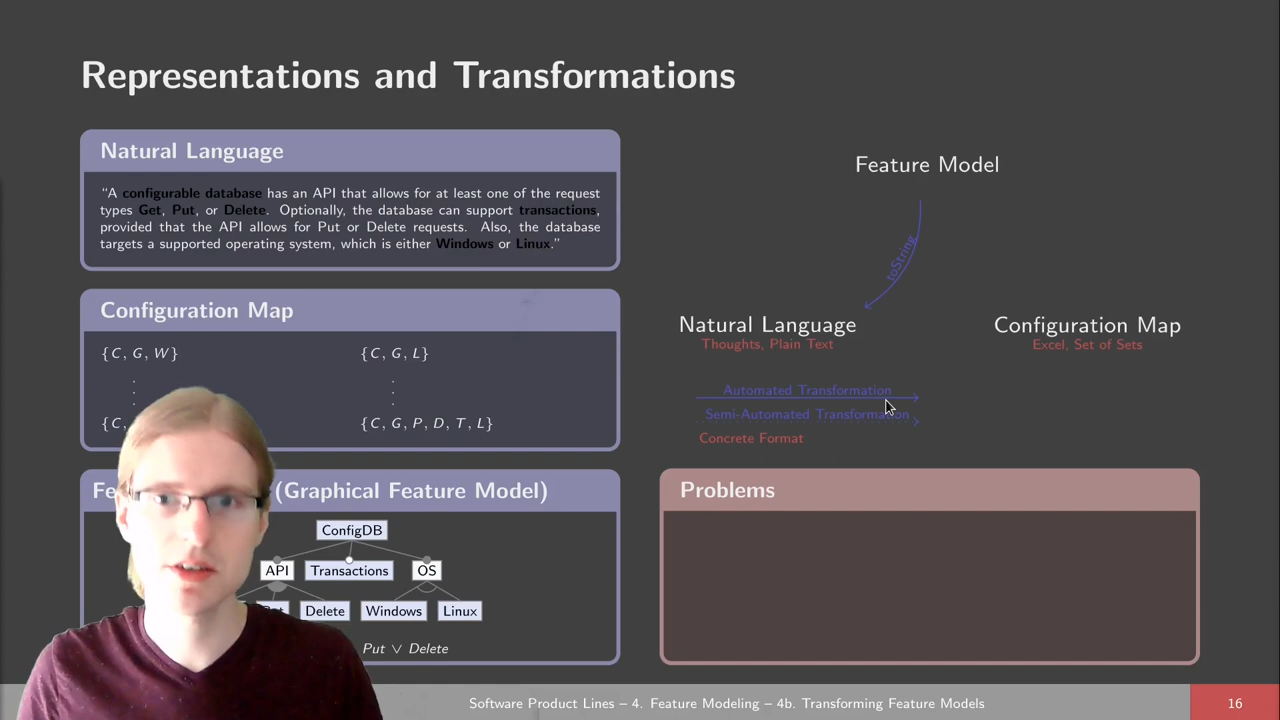 Representations and Transformations
Natural Language
“A configurable database has an API that allows for at least one of the request
types Get, Put, or Delete. Optionally, the database can support transactions,
provided that the API allows for Put or Delete requests. Also, the database
targets a supported operating system, which is either Windows or Linux.”
Configuration Map
{C, G, W}
{C, G, L}
{C,
{C, G, P, D, T, L}
(Graphical Feature Model)
ConfigDB
API
Transactions
OS
Delete
Windows
Linux
Put ∨ Delete
Feature Model
toString
Natural Language
Thoughts, Plain Text
Configuration Map
Excel, Set of Sets
Automated Transformation
Semi-Automated Transformation
Concrete Format
Problems
Software Product Lines – 4. Feature Modeling – 4b. Transforming Feature Models
16